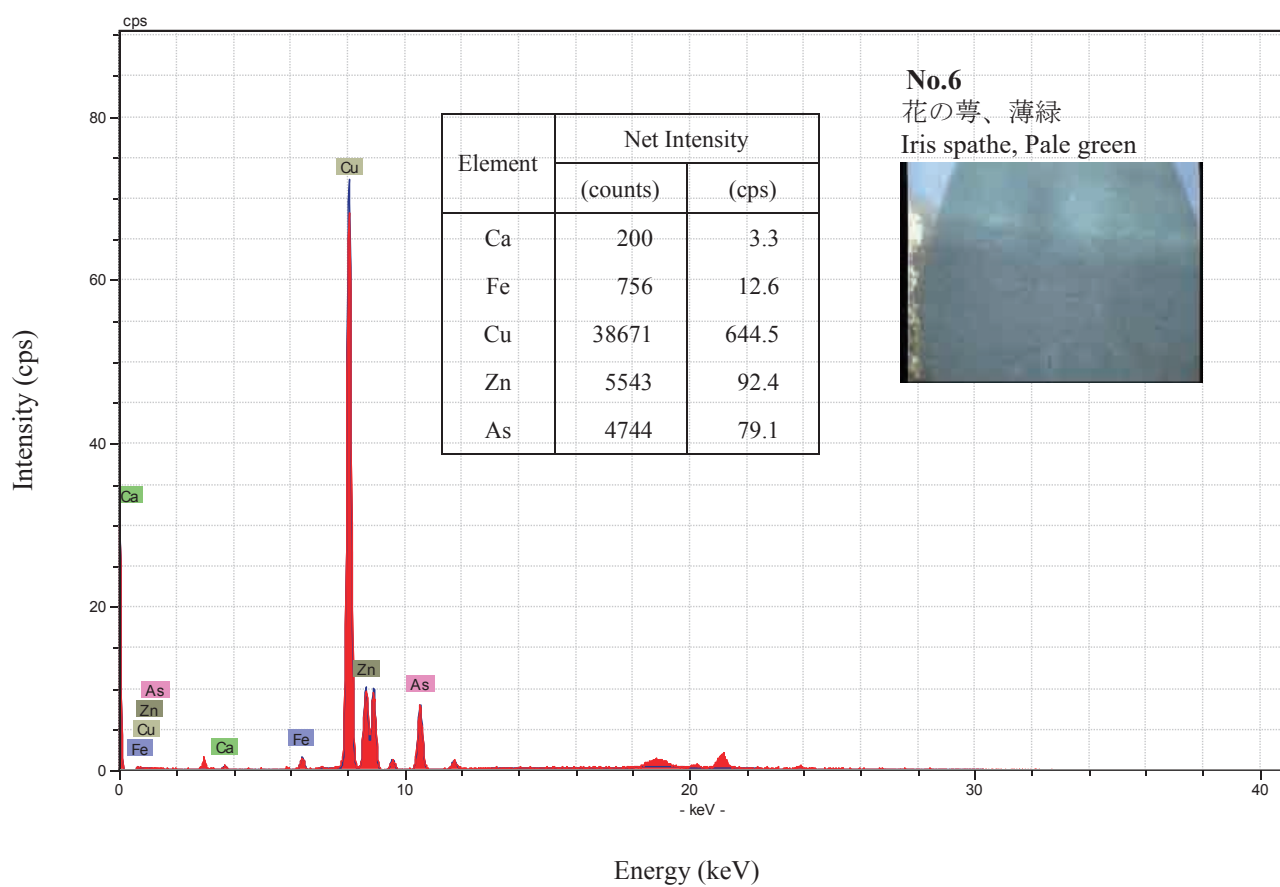 cps
No.6
花の萼、薄緑
Iris spathe, Pale green
Element Net Intensity
(counts) (cps)
Ca 200 3.3
Fe 756 12.6
Cu 38671 644.5
Zn 5543 92.4
As 4744 79.1
80
60
40
20
0
Intensity (cps)
Cu
Ca
As
Zn
Cu
Fe
Ca
Fe
Zn
As
0 10 20 30 40
- keV -
Energy (keV)